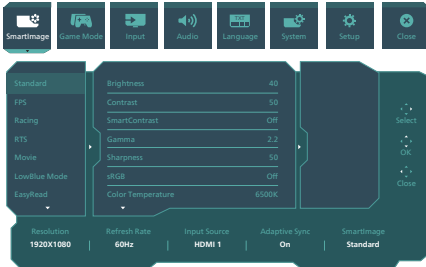 TXT
SmartImage Game Mode Input Audio Language System Setup Close
Standard Brightness 40
FPS Contrast 50
Racing SmartContrast Off
RTS Gamma 2.2
Movie Sharpness 50
LowBlue Mode sRGB Off
EasyRead Color Temperature 6500K
Select
OK
Close
Resolution Refresh Rate Input Source Adaptive Sync SmartImage
1920X1080 60Hz HDMI 1 On Standard